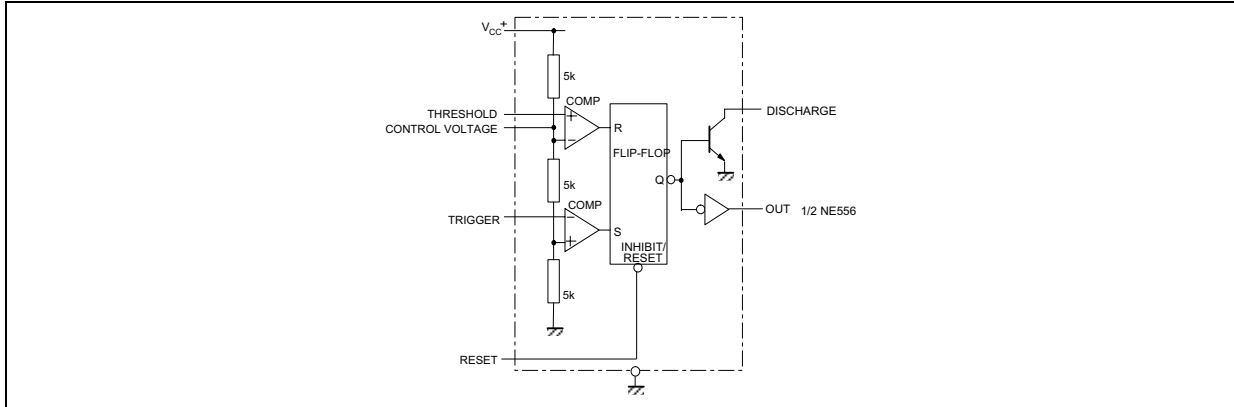 VCC+
5k
COMP
THRESHOLD
+
DISCHARGE
CONTROL VOLTAGE
R
−
FLIP-FLOP
Q
5k
COMP
OUT 1/2 NE556
TRIGGER
−
S
+
INHIBIT/
RESET
5k
RESET